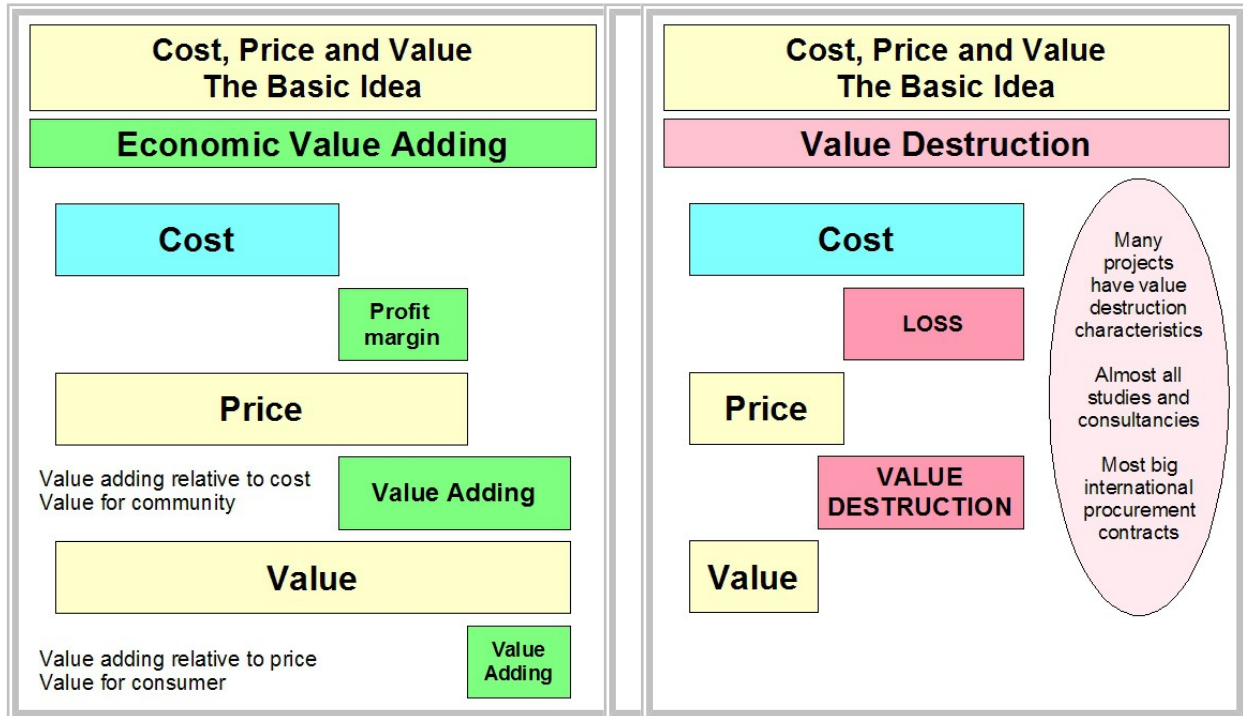 Cost, Price and Value
The Basic Idea
Economic Value Adding
Cost
Profit
margin
Price
Value adding relative to cost
Value for community
Value Adding
Value
Value adding relative to price
Value for consumer
Value
Adding
Cost, Price and Value
The Basic Idea
Value Destruction
Cost
LOSS
Price
VALUE
DESTRUCTION
Value
Many
projects
have value
destruction
characteristics
Almost all
studies and
consultancies
Most big
international
procurement
contracts